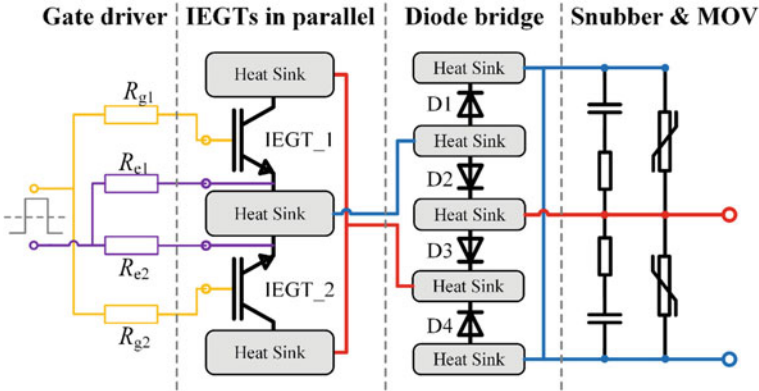 Gate driver IEGTs in parallel Diode bridge Snubber & MOV
Heat Sink
Heat Sink
Rg1
D1
IEGT_1
Heat Sink
Re1
D2
Heat Sink
Heat Sink
D3
Re2
Heat Sink
IEGT_2
D4
Rg2
Heat Sink
Heat Sink